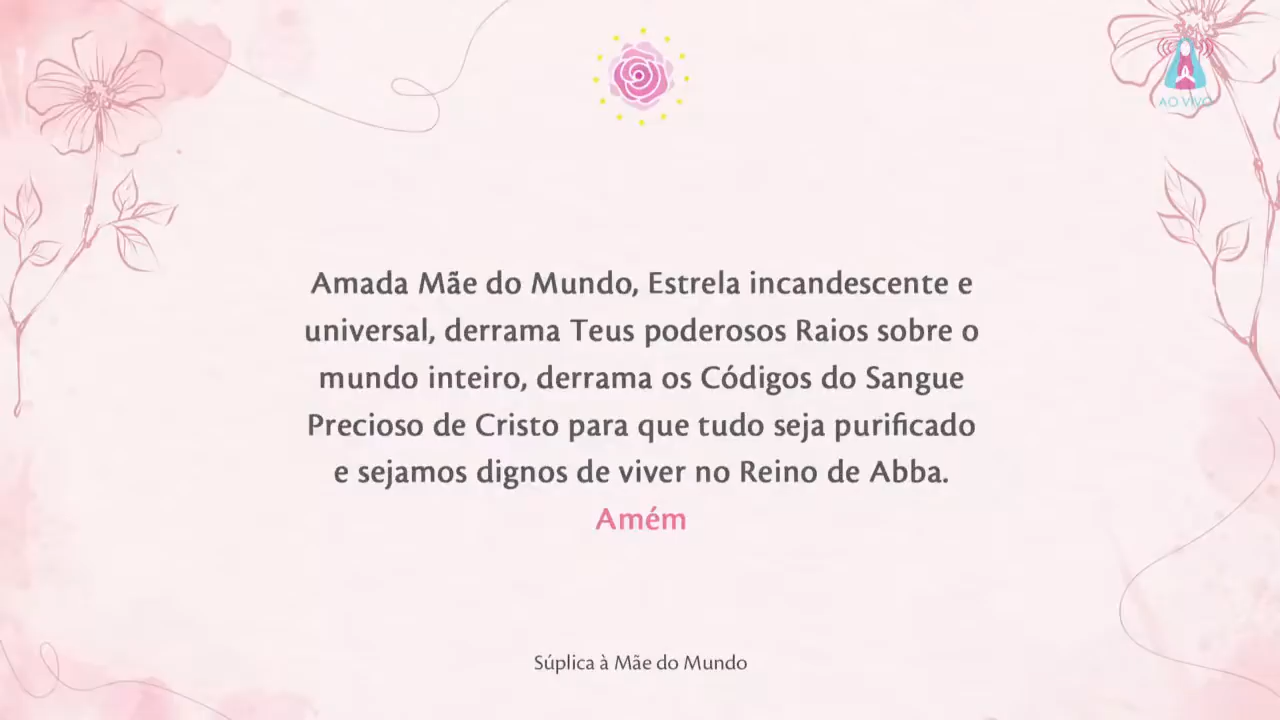 AO VIVO
Amada Mãe do Mundo, Estrela incandescente e
universal, derrama Teus poderosos Raios sobre o
mundo inteiro, derrama os Códigos do Sangue
Precioso de Cristo para que tudo seja purificado
e sejamos dignos de viver no Reino de Abba.
Amém
Súplica à Mãe do Mundo